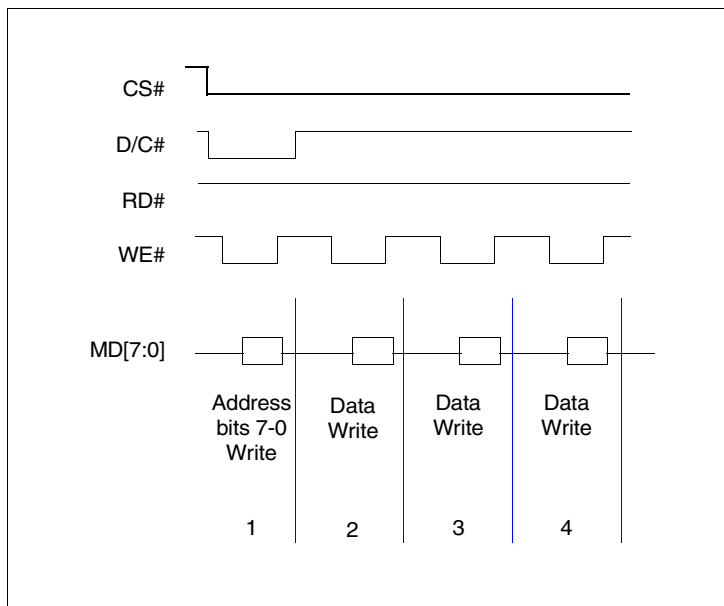 CS#
D/C#
RD#
WE#
MD[7:0]
Address
bits 7-0
Write
Data
Write
Data
Write
Data
Write
1
2
3
4